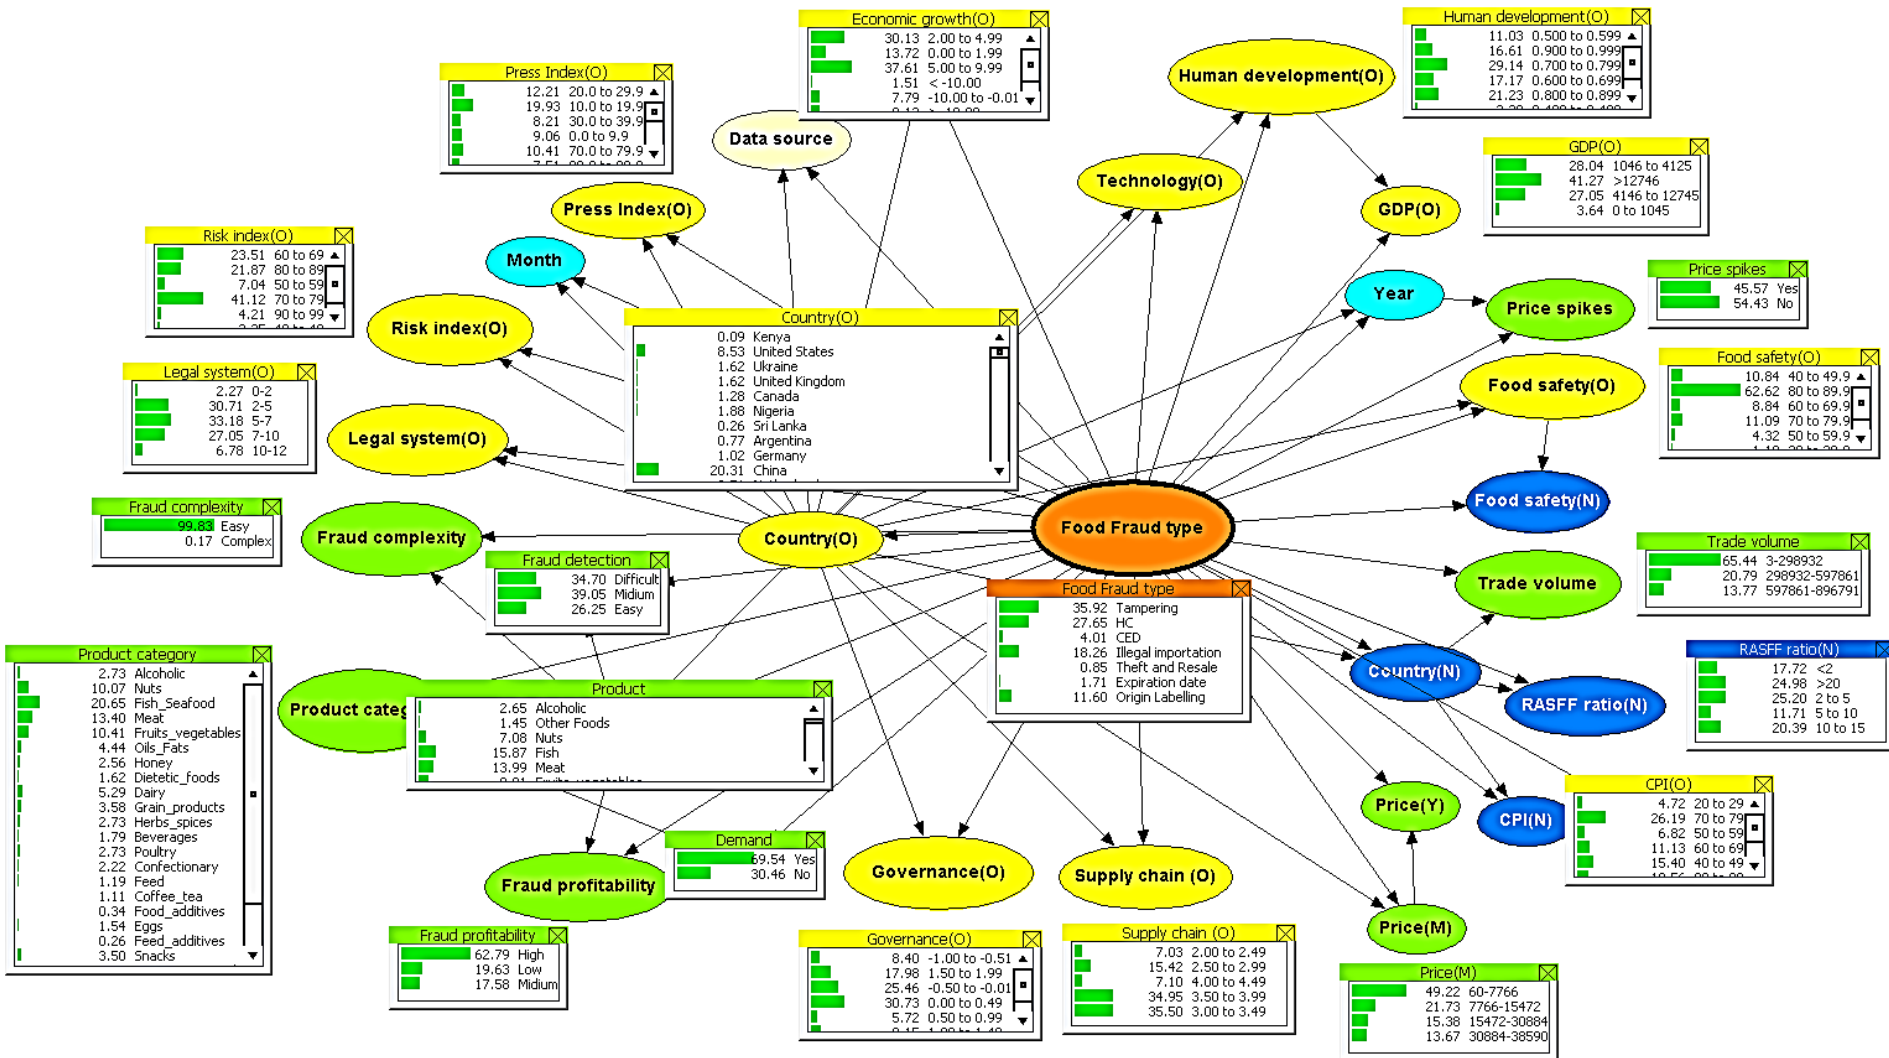 Economic growth(O)
30.13 2.00 to 4.99
13.72 0.00 to 1.99
37.61 5.00 to 9.99
1.51 < -10.00
7.79 -10.00 to -0.01
Human development(O)
11.03 0.500 to 0.599
16.61 0.900 to 0.999
29.14 0.700 to 0.799
17.17 0.600 to 0.699
21.23 0.800 to 0.899
Press Index(O)
12.21 20.0 to 29.9
19.93 10.0 to 19.9
8.21 30.0 to 39.9
9.06 0.0 to 9.9
10.41 70.0 to 79.9
Human development(O)
Data source
GDP(O)
28.04 1046 to 4125
41.27 >12746
27.05 4146 to 12745
3.64 0 to 1045
Technology(O)
Press Index(O)
GDP(O)
Risk index(O)
23.51 60 to 69
21.87 80 to 89
7.04 50 to 59
41.12 70 to 79
4.21 90 to 99
Month
Year
Price spikes
45.57 Yes
54.43 No
Price spikes
Risk index(O)
Country(O)
0.09 Kenya
8.53 United States
1.62 Ukraine
1.62 United Kingdom
1.28 Canada
1.88 Nigeria
0.26 Sri Lanka
0.77 Argentina
1.02 Germany
20.31 China
Food safety(O)
10.84 40 to 49.9
62.62 80 to 89.9
8.84 60 to 69.9
11.09 70 to 79.9
4.32 50 to 59.9
Food safety(O)
Legal system(O)
2.27 0-2
30.71 2-5
33.18 5-7
27.05 7-10
6.78 10-12
Legal system(O)
Food safety(N)
Fraud complexity
99.83 Easy
0.17 Complex
Fraud complexity
Country(O)
Food Fraud type
Fraud detection
34.70 Difficult
39.05 Midium
26.25 Easy
Trade volume
65.44 3-298932
20.79 298932-597861
13.77 597861-896791
Trade volume
Food Fraud type
35.92 Tampering
27.65 HC
4.01 CED
18.26 Illegal importation
0.85 Theft and Resale
1.71 Expiration date
11.60 Origin Labelling
Product category
2.73 Alcoholic
10.07 Nuts
20.65 Fish_Seafood
13.40 Meat
10.41 Fruits_vegetables
4.44 Oils_Fats
2.56 Honey
1.62 Dietetic_foods
5.29 Dairy
3.58 Grain_products
2.73 Herbs_spices
1.79 Beverages
2.73 Poultry
2.22 Confectionary
1.19 Feed
1.11 Coffee_tea
0.34 Food_additives
1.54 Eggs
0.26 Feed_additives
3.50 Snacks
Product categ
Product
2.65 Alcoholic
1.45 Other Foods
7.08 Nuts
15.87 Fish
13.99 Meat
Country(N)
RASFF ratio(N)
RASFF ratio(N)
17.72 <2
24.98 >20
25.20 2 to 5
11.71 5 to 10
20.39 10 to 15
Price(Y)
CPI(N)
CPI(O)
4.72 20 to 29
26.19 70 to 79
6.82 50 to 59
11.13 60 to 69
15.40 40 to 49
Demand
69.54 Yes
30.46 No
Fraud profitability
Governance(O)
Supply chain (O)
Price(M)
Fraud profitability
62.79 High
19.63 Low
17.58 Midium
Governance(O)
8.40 -1.00 to -0.51
17.98 1.50 to 1.99
25.46 -0.50 to -0.01
30.73 0.00 to 0.49
5.72 0.50 to 0.99
Supply chain (O)
7.03 2.00 to 2.49
15.42 2.50 to 2.99
7.10 4.00 to 4.49
34.95 3.50 to 3.99
35.50 3.00 to 3.49
Price(M)
49.22 60-7766
21.73 7766-15472
15.38 15472-30884
13.67 30884-38590